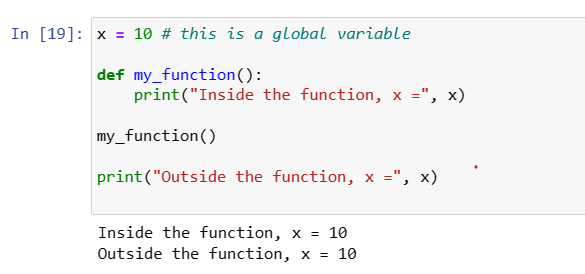 In [19]: x = 10 # this is a global variable
def my_function():
    print("Inside the function, x =", x)
my_function()
print("Outside the function, x =", x)
Inside the function, x = 10
Outside the function, x = 10